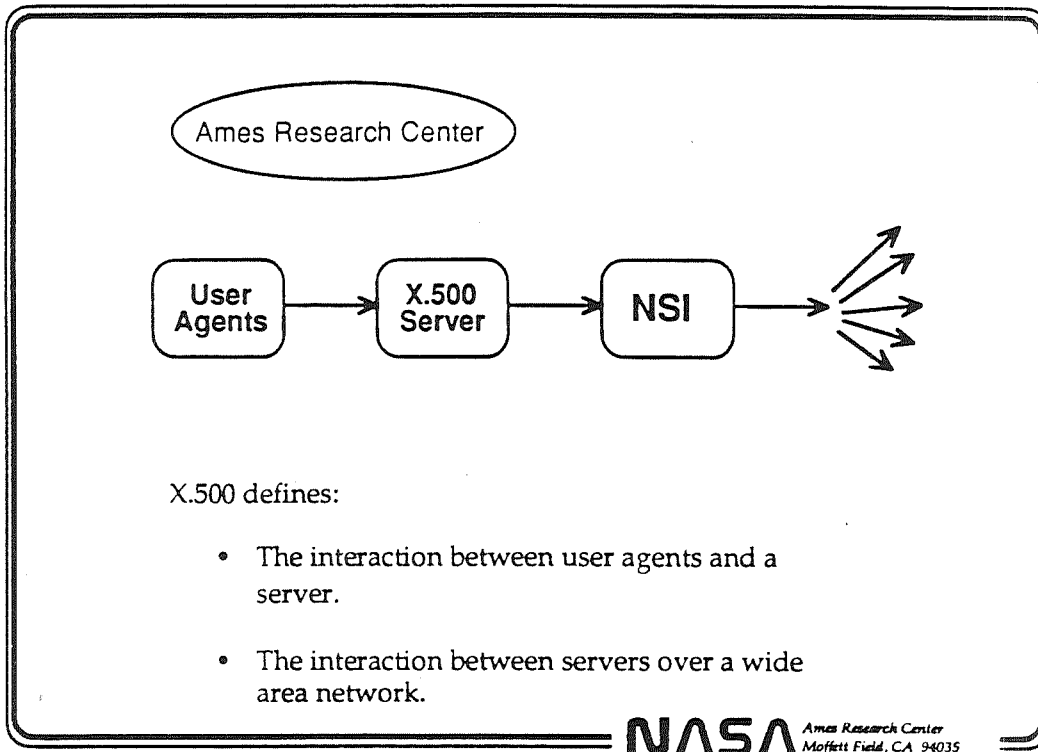 Ames Research Center
User
Agents
X.500
Server
NSI
X.500 defines:
• The interaction between user agents and a
server.
• The interaction between servers over a wide
area network.
NASA
Ames Research Center
Moffett Field, CA 94035